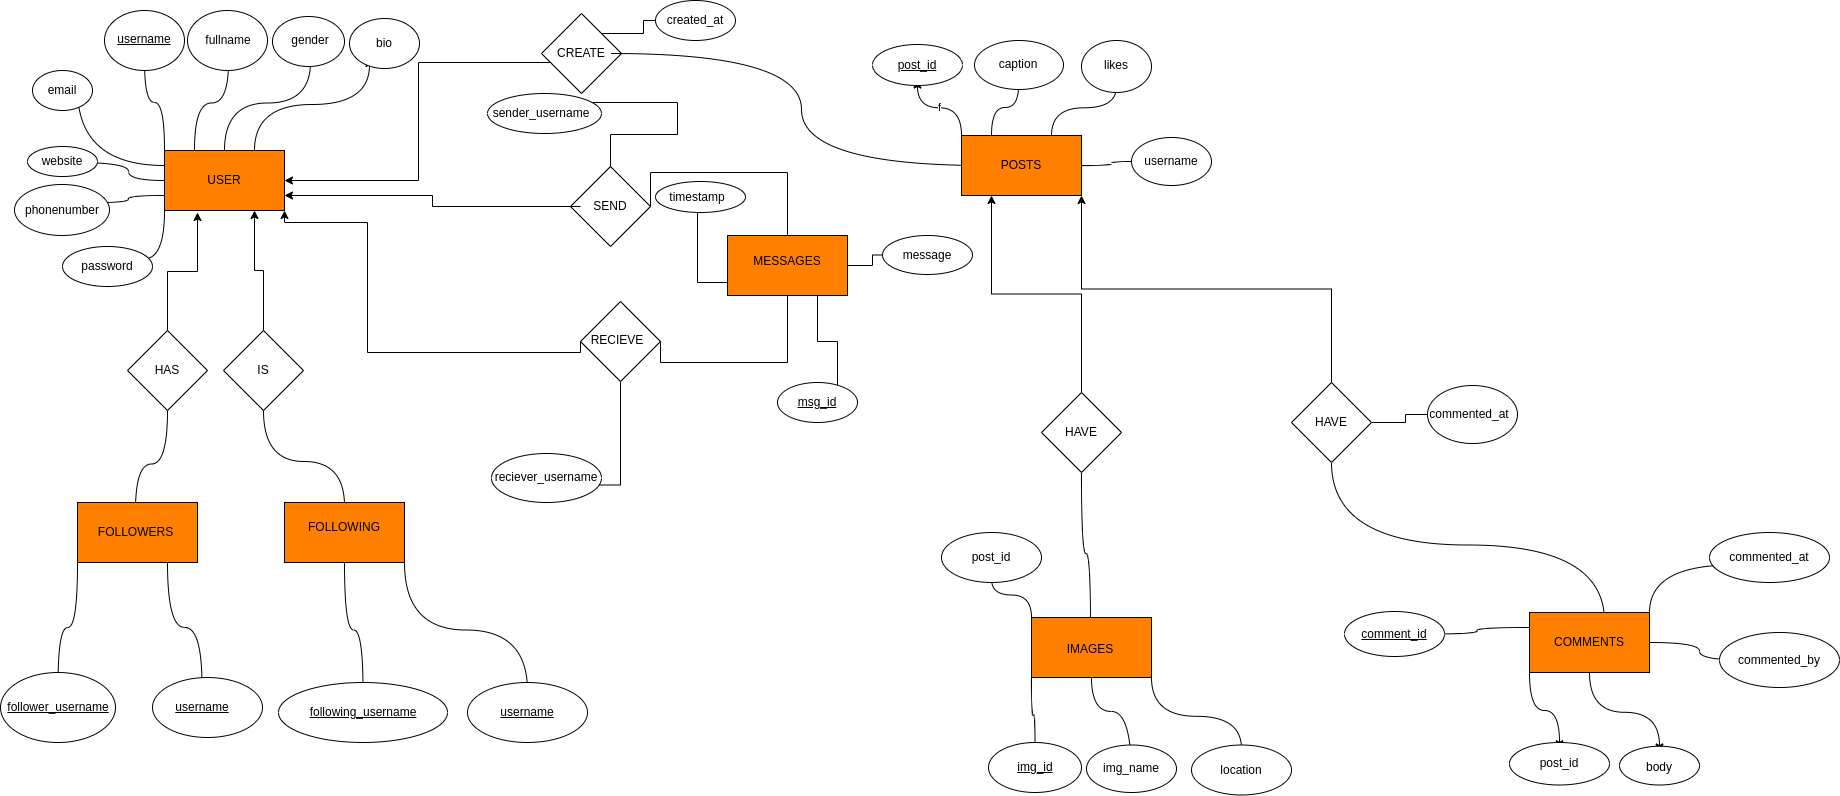 created_at
username
fullname
gender
bio
CREATE
post_id
caption
likes
email
sender_username
f
website
USER
POSTS
username
phonenumber
SEND
timestamp
password
MESSAGES
message
RECIEVE
HAS
IS
msg_id
HAVE
HAVE
commented_at
reciever_username
FOLLOWERS
FOLLOWING
post_id
commented_at
comment_id
COMMENTS
IMAGES
commented_by
follower_username
username
following_username
username
img_id
img_name
location
post_id
body